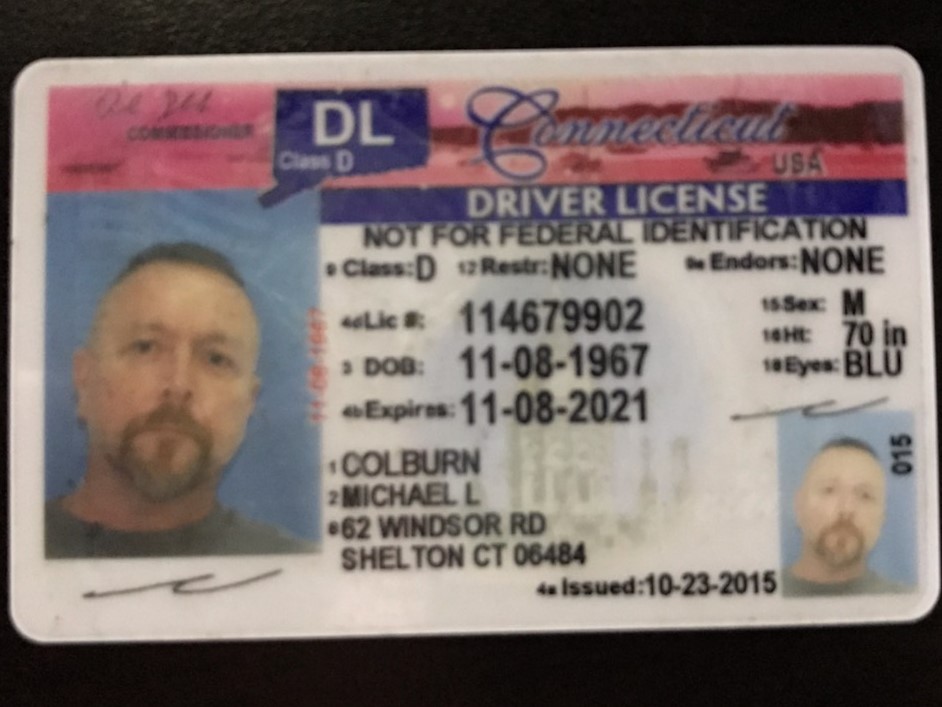 COMMISSIONER
DL
Class D
Connecticut
USA
DRIVER LICENSE
NOT FOR FEDERAL IDENTIFICATION
9 Class:D 12 Restr:NONE 9a Endors:NONE
4d Lic #: 114679902
15 Sex: M
3 DOB: 11-08-1967
16 Ht: 70 in
18 Eyes: BLU
4b Expires: 11-08-2021
11-08-1967
1 COLBURN
2 MICHAEL L
8 62 WINDSOR RD
SHELTON CT 06484
4a Issued:10-23-2015
015